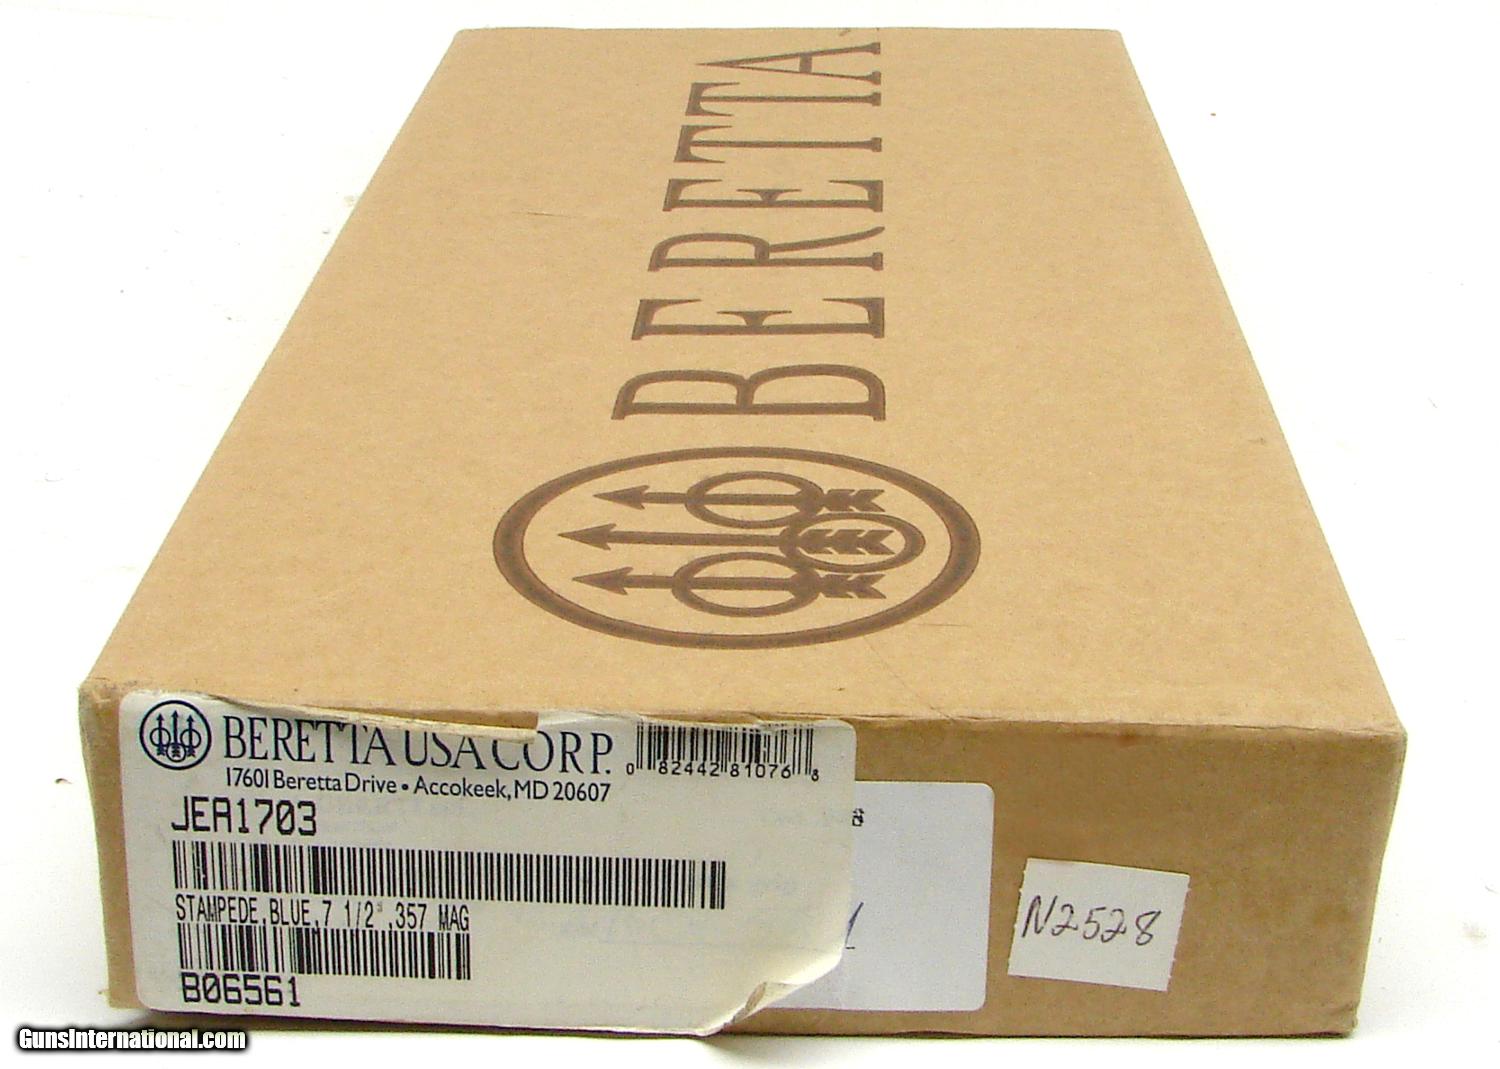 BERETTA
BERETTA USA CORP.
17601 Beretta Drive • Accokeek, MD 20607
0 82442 81076 8
JEA1703
STAMPEDE,BLUE,7 1/2",.357 MAG
B06561
N2528
GunsInternational.com